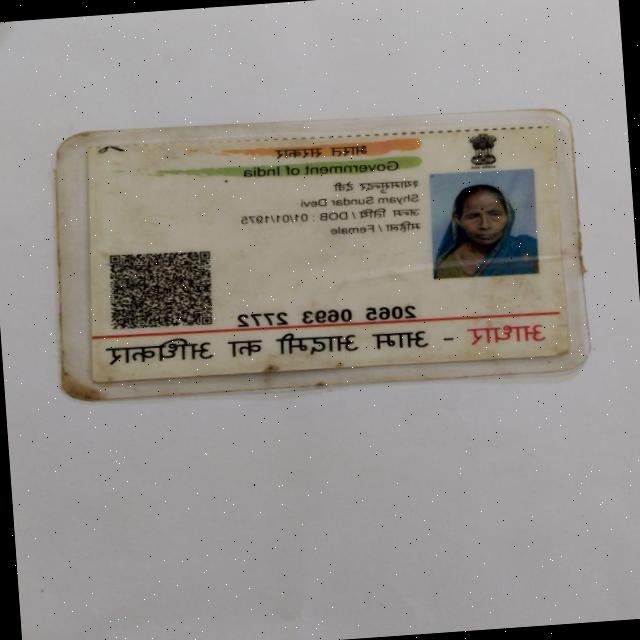 भारत सरकार
Government of India
श्यामसुन्दर देवी
Shyam Sundar Devi
जन्म तिथि / DOB : 01/01/1975
महिला / Female
2065 0693 2772
आधार - आम आदमी का अधिकार